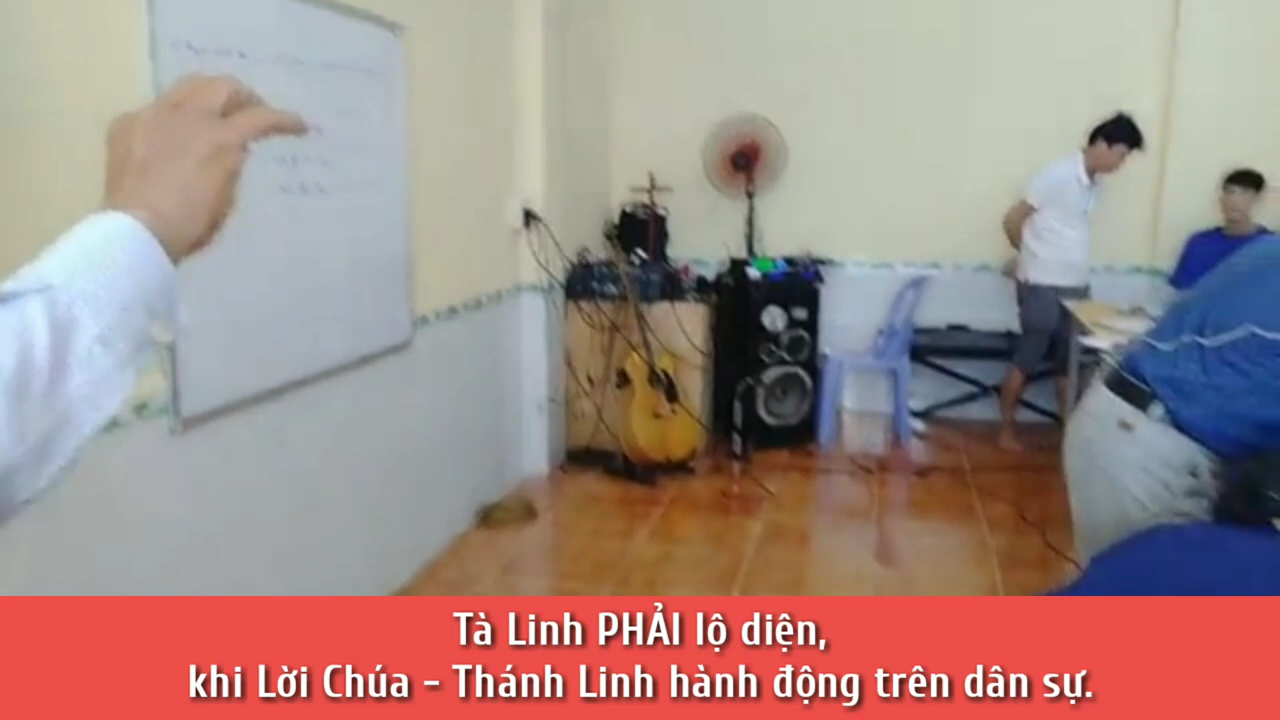 Tà Linh PHẢI lộ diện,
khi Lời Chúa - Thánh Linh hành động trên dân sự.